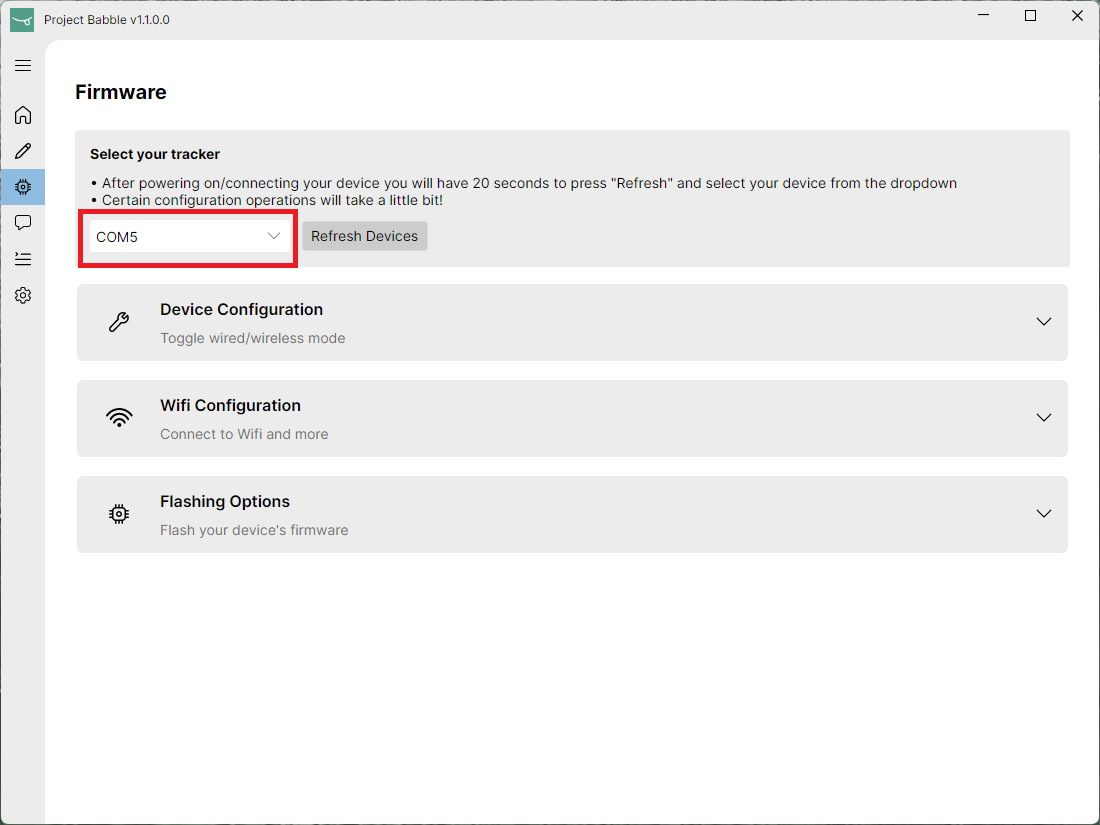 Project Babble v1.1.0.0
Firmware
Select your tracker
• After powering on/connecting your device you will have 20 seconds to press "Refresh" and select your device from the dropdown
• Certain configuration operations will take a little bit!
COM5
Refresh Devices
Device Configuration
Toggle wired/wireless mode
Wifi Configuration
Connect to Wifi and more
Flashing Options
Flash your device's firmware